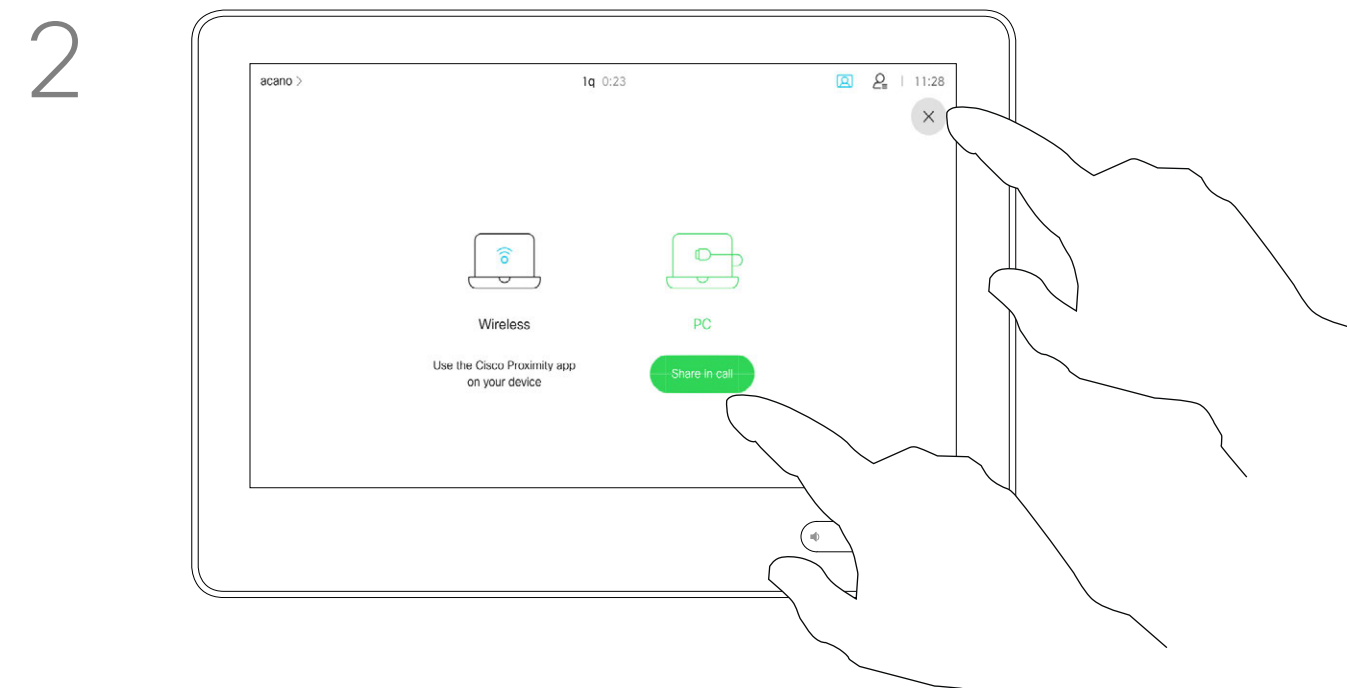 2
acano >
1q 0:23
11:28
Wireless
PC
Use the Cisco Proximity app
on your device
Share in call